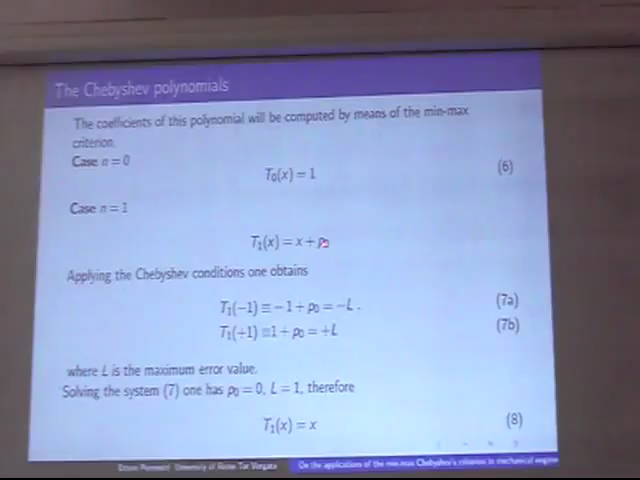 The Chebyshev polynomials
The coefficients of this polynomial will be computed by means of the min-max
criterion.
Case n = 0
T₀(x) = 1 (6)
Case n = 1
T₁(x) = x + p₀
Applying the Chebyshev conditions one obtains
T₁(−1) ≡ −1 + p₀ = −L . (7a)
T₁(+1) ≡ 1 + p₀ = +L (7b)
where L is the maximum error value.
Solving the system (7) one has p₀ = 0, L = 1, therefore
T₁(x) = x (8)
University of Rome Tor Vergata On the applications of the min-max Chebyshev's criterion to mechanical engine